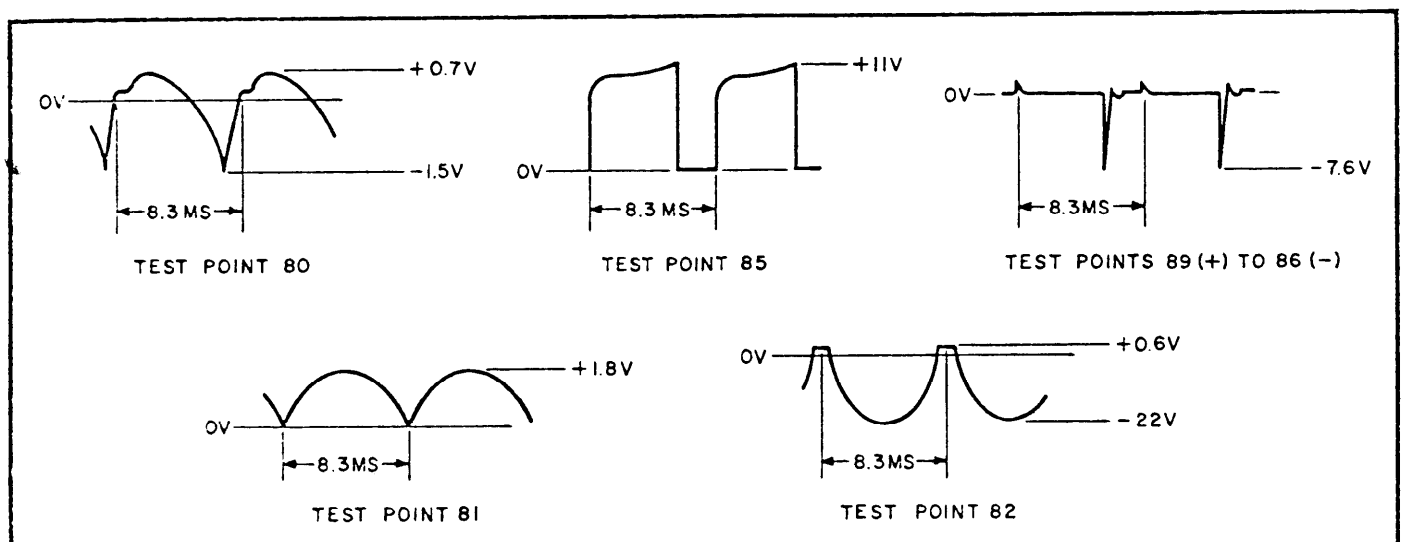 0V
+0.7V
-1.5V
8.3MS
TEST POINT 80
0V
+11V
8.3MS
TEST POINT 85
0V
-7.6V
8.3MS
TEST POINTS 89 (+) TO 86 (-)
0V
+1.8V
8.3MS
TEST POINT 81
0V
+0.6V
-22V
8.3MS
TEST POINT 82